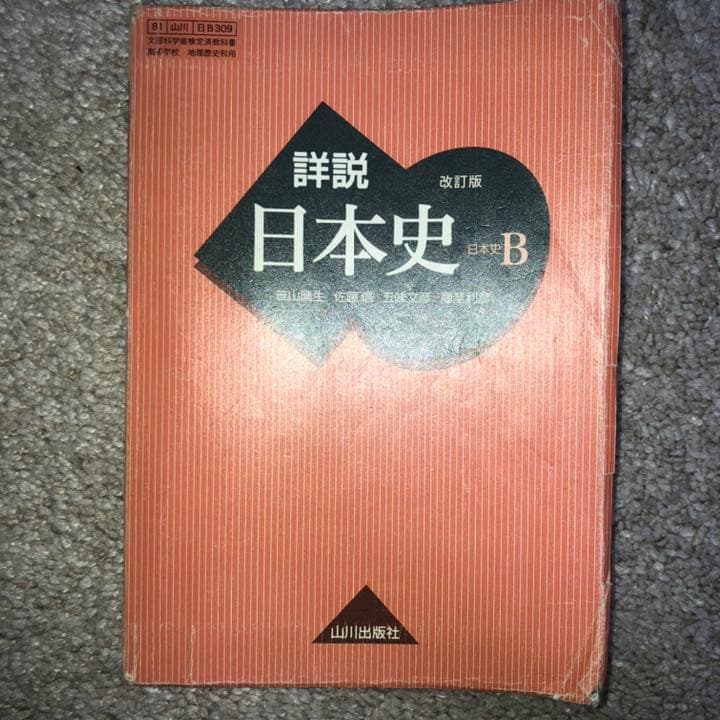 81 山川 日B309
文部科学省検定済教科書
高等学校 地理歴史科用
詳説
改訂版
日本史
日本史B
笹山晴生 佐藤信 五味文彦 高埜利彦
山川出版社